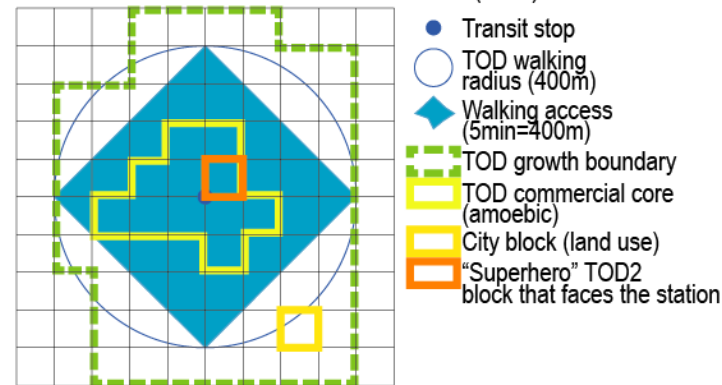 Transit stop
TOD walking
radius (400m)
Walking access
(5min=400m)
TOD growth boundary
TOD commercial core
(amoebic)
City block (land use)
“Superhero” TOD2
block that faces the station